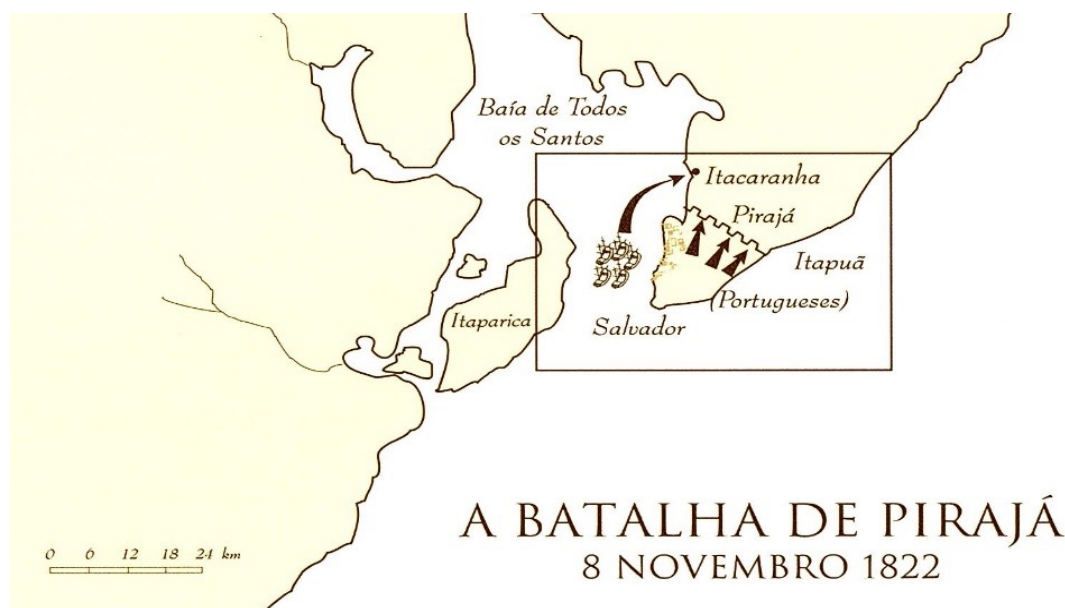 Baía de Todos
os Santos
Itacaranha
Pirajá
Itapuã
(Portugueses)
Itaparica
Salvador
A BATALHA DE PIRAJÁ
8 NOVEMBRO 1822
0 6 12 18 24 km